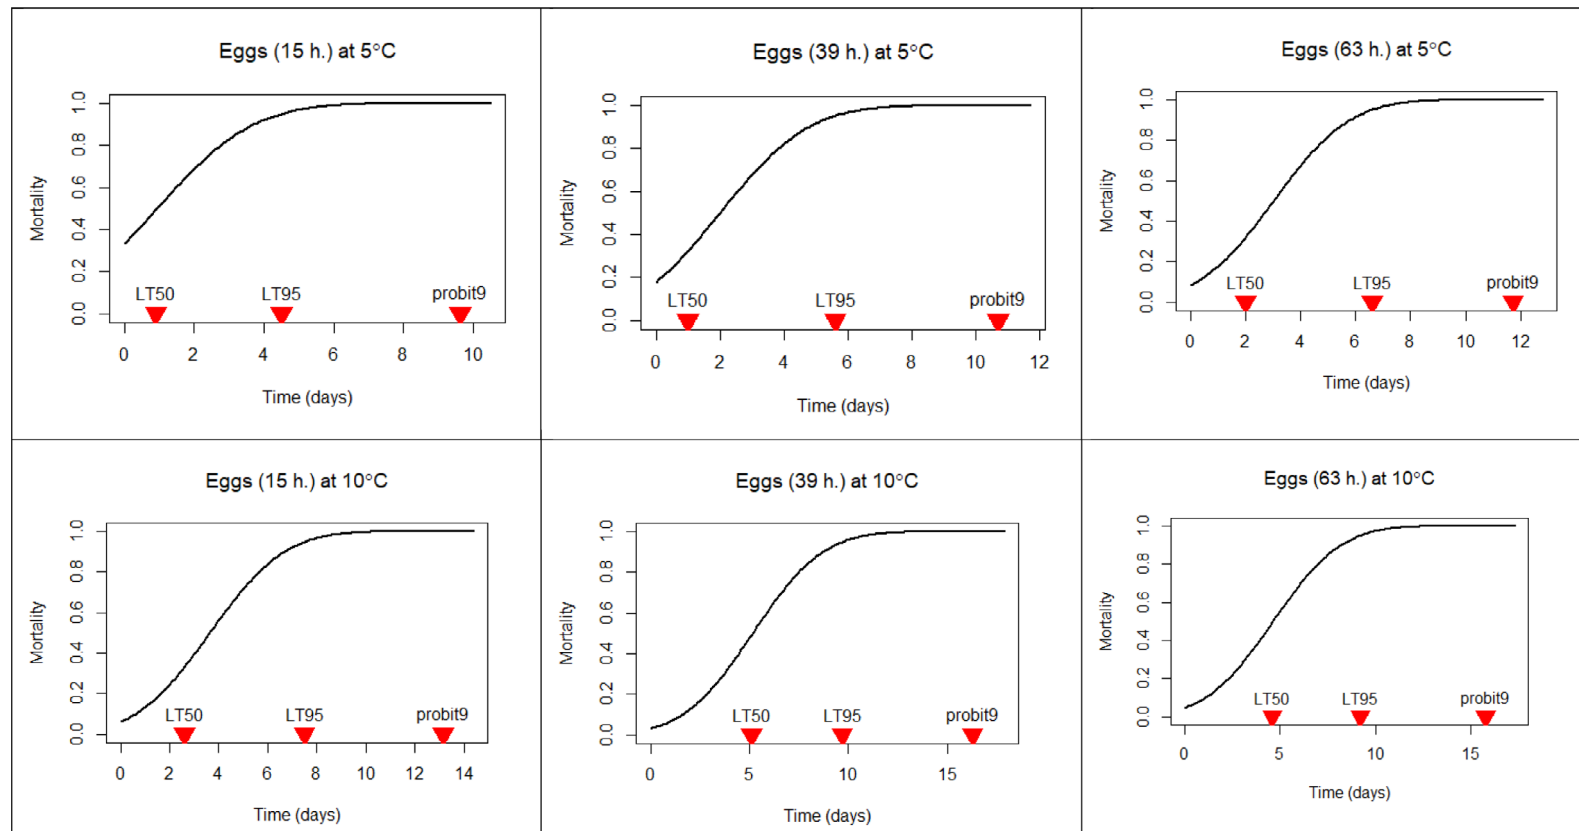 Eggs (15 h.) at 5°C
Mortality
0.0 0.2 0.4 0.6 0.8 1.0
LT50 LT95 probit9
0 2 4 6 8 10
Time (days)
Eggs (39 h.) at 5°C
Mortality
0.0 0.2 0.4 0.6 0.8 1.0
LT50 LT95 probit9
0 2 4 6 8 10 12
Time (days)
Eggs (63 h.) at 5°C
Mortality
0.0 0.2 0.4 0.6 0.8 1.0
LT50 LT95 probit9
0 2 4 6 8 10 12
Time (days)
Eggs (15 h.) at 10°C
Mortality
0.0 0.2 0.4 0.6 0.8 1.0
LT50 LT95 probit9
0 2 4 6 8 10 12 14
Time (days)
Eggs (39 h.) at 10°C
Mortality
0.0 0.2 0.4 0.6 0.8 1.0
LT50 LT95 probit9
0 5 10 15
Time (days)
Eggs (63 h.) at 10°C
Mortality
0.0 0.2 0.4 0.6 0.8 1.0
LT50 LT95 probit9
0 5 10 15
Time (days)